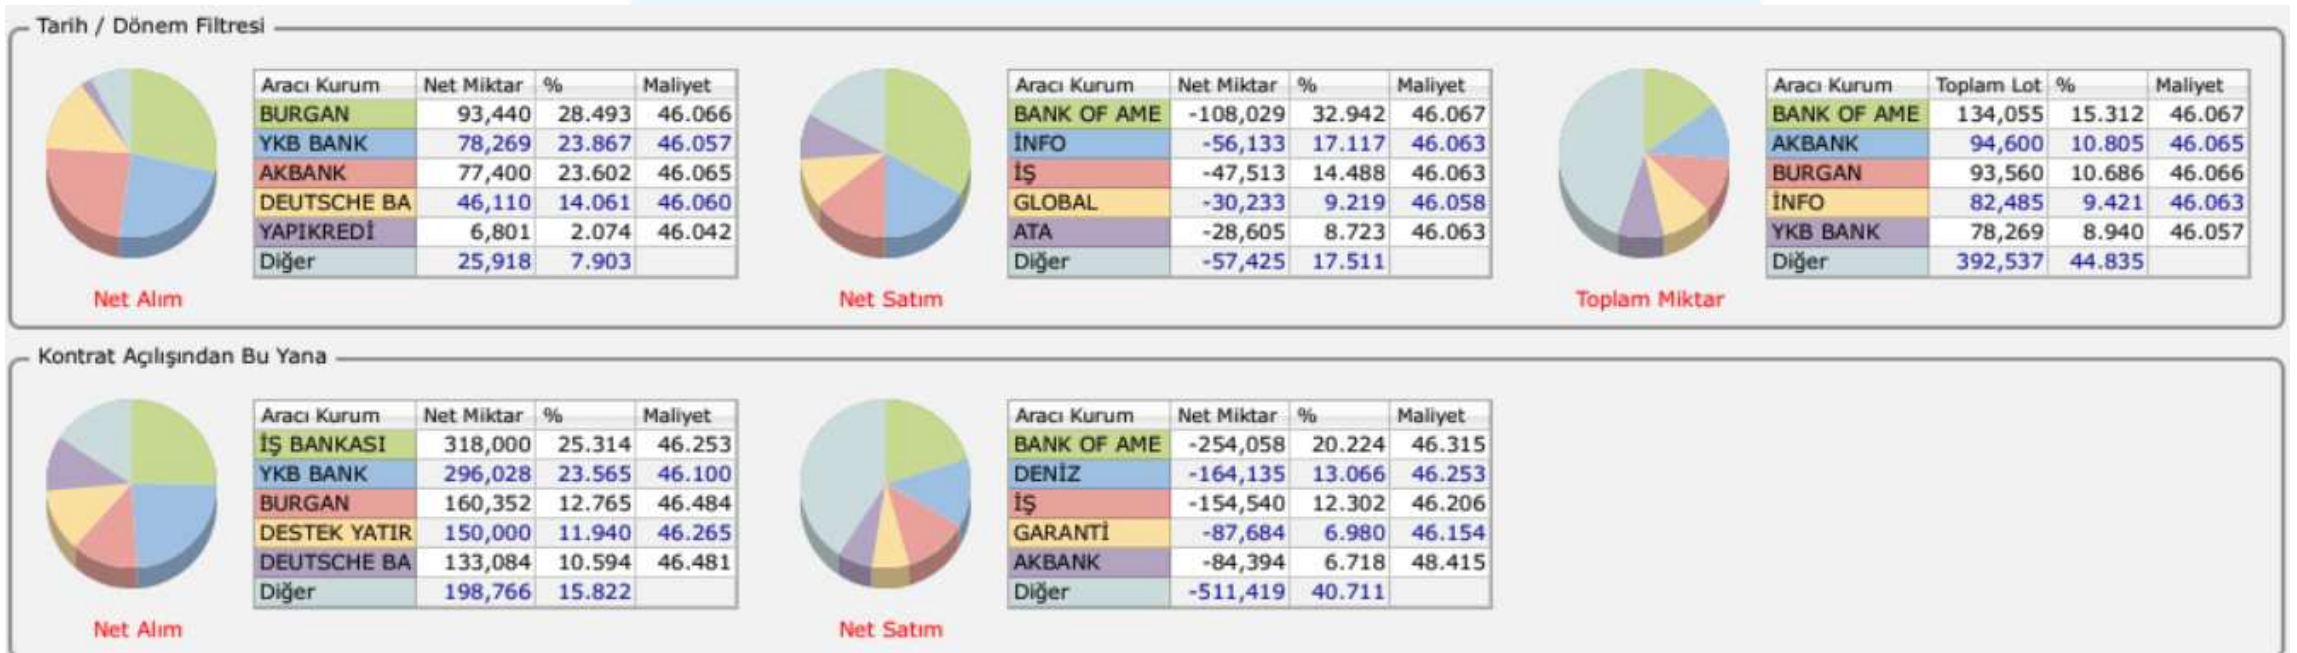 Tarih / Dönem Filtresi
Aracı Kurum Net Miktar % Maliyet
BURGAN 93,440 28.493 46.066
YKB BANK 78,269 23.867 46.057
AKBANK 77,400 23.602 46.065
DEUTSCHE BA 46,110 14.061 46.060
YAPIKREDİ 6,801 2.074 46.042
Diğer 25,918 7.903
Net Alım
Aracı Kurum Net Miktar % Maliyet
BANK OF AME -108,029 32.942 46.067
İNFO -56,133 17.117 46.063
İŞ -47,513 14.488 46.063
GLOBAL -30,233 9.219 46.058
ATA -28,605 8.723 46.063
Diğer -57,425 17.511
Net Satım
Aracı Kurum Toplam Lot % Maliyet
BANK OF AME 134,055 15.312 46.067
AKBANK 94,600 10.805 46.065
BURGAN 93,560 10.686 46.066
İNFO 82,485 9.421 46.063
YKB BANK 78,269 8.940 46.057
Diğer 392,537 44.835
Toplam Miktar
Kontrat Açılışından Bu Yana
Aracı Kurum Net Miktar % Maliyet
İŞ BANKASI 318,000 25.314 46.253
YKB BANK 296,028 23.565 46.100
BURGAN 160,352 12.765 46.484
DESTEK YATIR 150,000 11.940 46.265
DEUTSCHE BA 133,084 10.594 46.481
Diğer 198,766 15.822
Net Alım
Aracı Kurum Net Miktar % Maliyet
BANK OF AME -254,058 20.224 46.315
DENİZ -164,135 13.066 46.253
İŞ -154,540 12.302 46.206
GARANTİ -87,684 6.980 46.154
AKBANK -84,394 6.718 48.415
Diğer -511,419 40.711
Net Satım